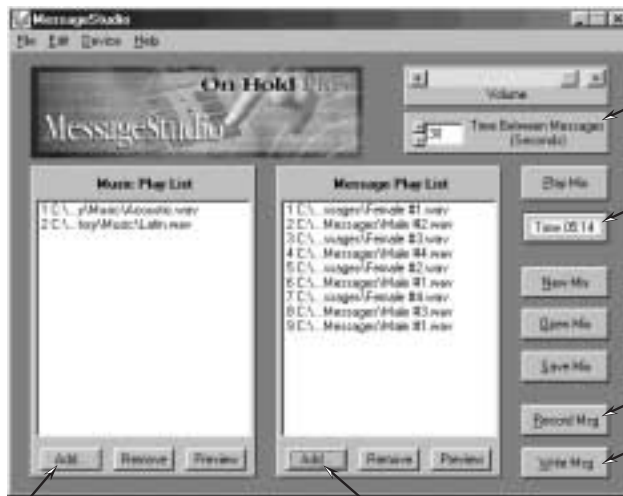 MessageStudio
File Edit Device Help
On Hold Plus
MessageStudio
Volume
30 Time Between Messages
(Seconds)
Music Play List
1 C:\...y\Music\Acoustic.wav
2 C:\...tory\Music\Latin.wav
Add... Remove Preview
Message Play List
1 C:\...ssages\Female #1.wav
2 C:\...Messages\Male #2.wav
3 C:\...ssages\Female #3.wav
4 C:\...Messages\Male #4.wav
5 C:\...ssages\Female #2.wav
6 C:\...Messages\Male #1.wav
7 C:\...ssages\Female #4.wav
8 C:\...Messages\Male #3.wav
9 C:\...Messages\Male #1.wav
Add... Remove Preview
Play Mix
Time 05:14
New Mix
Open Mix
Save Mix
Record Msg
Write Msg